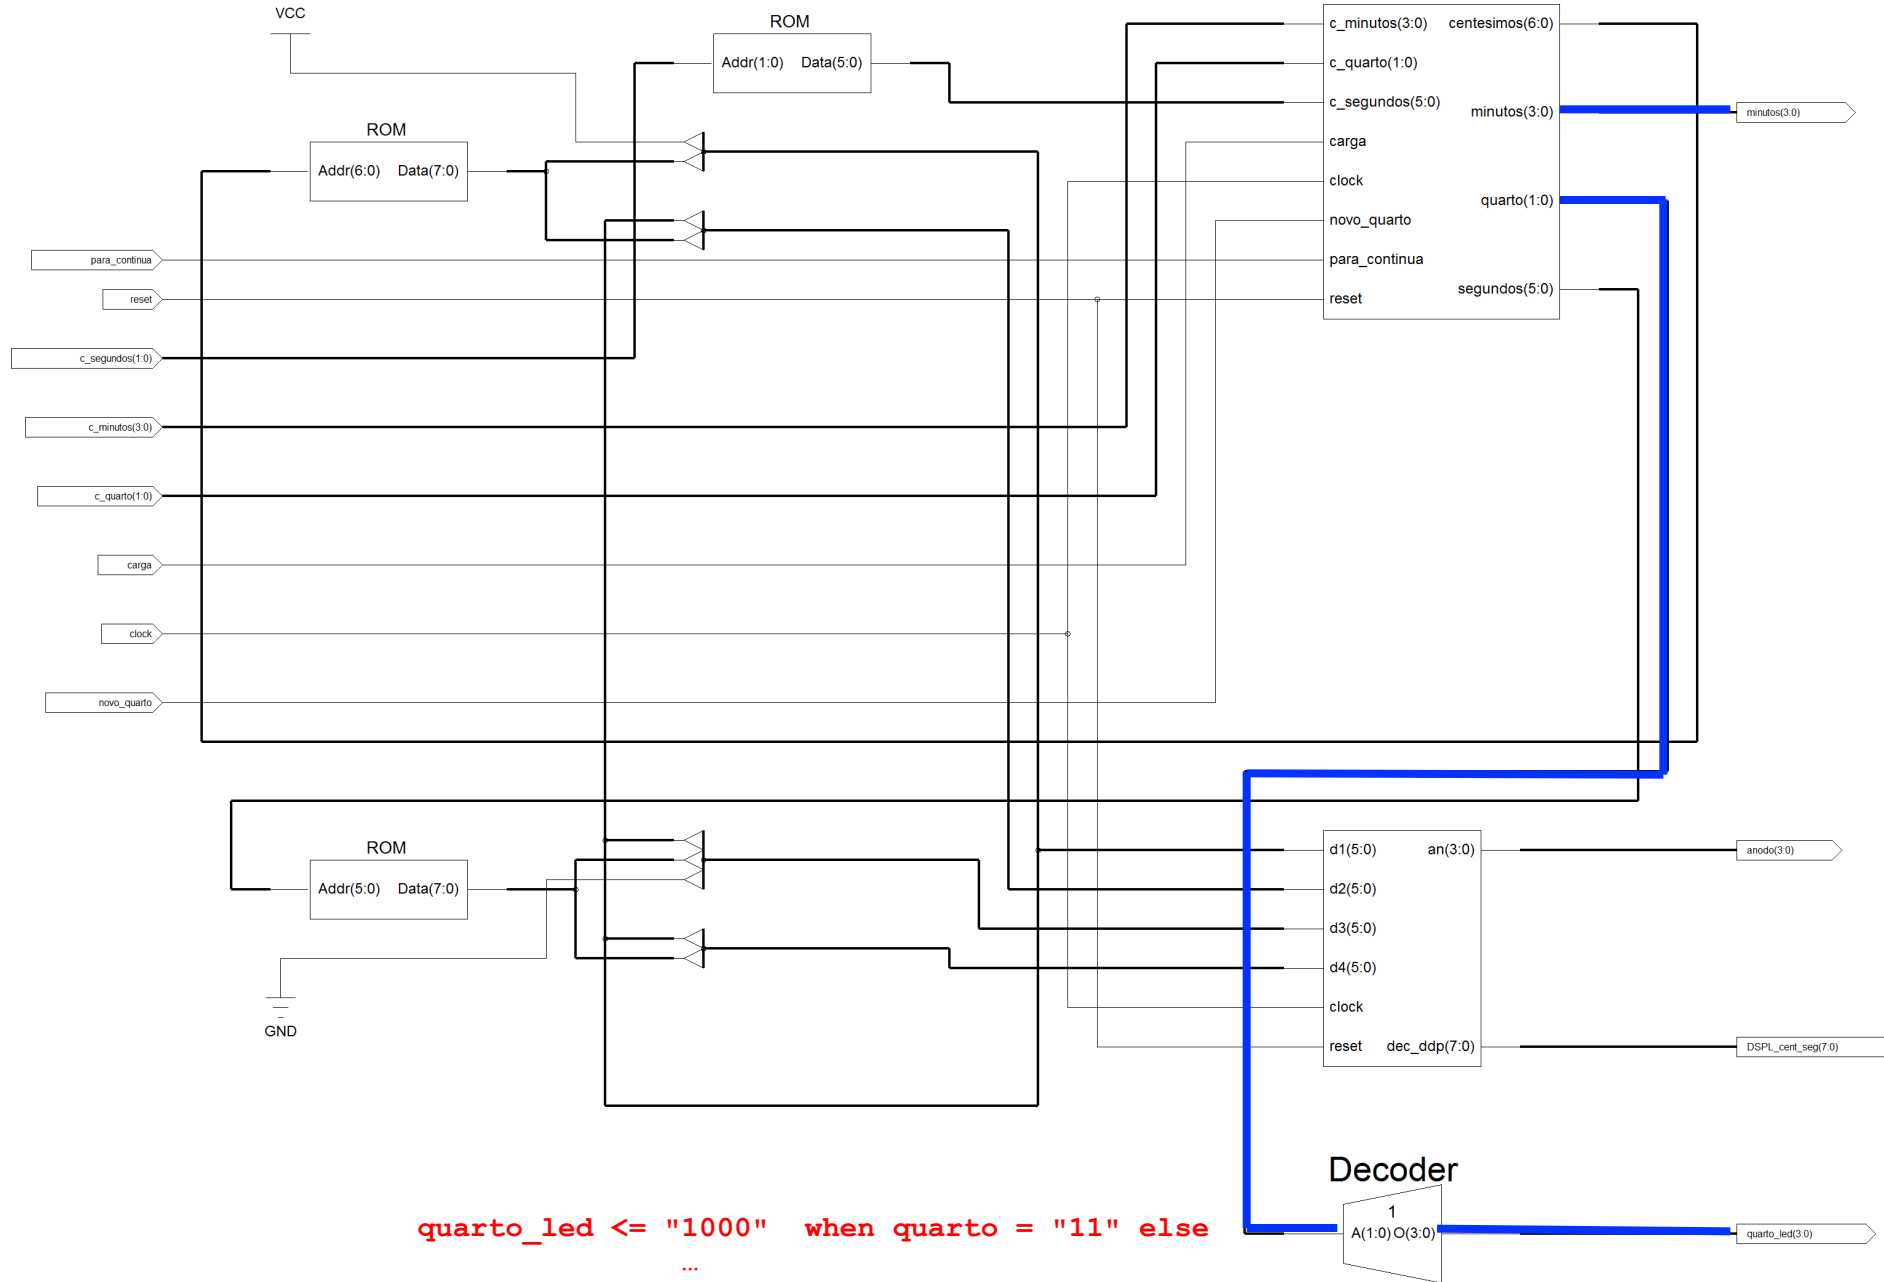 VCC
ROM
Addr(1:0) Data(5:0)
c_minutos(3:0) centesimos(6:0)
c_quarto(1:0)
c_segundos(5:0)
minutos(3:0)
minutos(3:0)
ROM
Addr(6:0) Data(7:0)
carga
clock
quarto(1:0)
novo_quarto
para_continua
para_continua
segundos(5:0)
reset
reset
c_segundos(1:0)
c_minutos(3:0)
c_quarto(1:0)
carga
clock
novo_quarto
ROM
Addr(5:0) Data(7:0)
GND
d1(5:0) an(3:0)
anodo(3:0)
d2(5:0)
d3(5:0)
d4(5:0)
clock
reset dec_ddp(7:0)
DSPL_cent_seg(7:0)
Decoder
1
A(1:0) O(3:0)
quarto_led(3:0)
quarto_led <= "1000" when quarto = "11" else
...